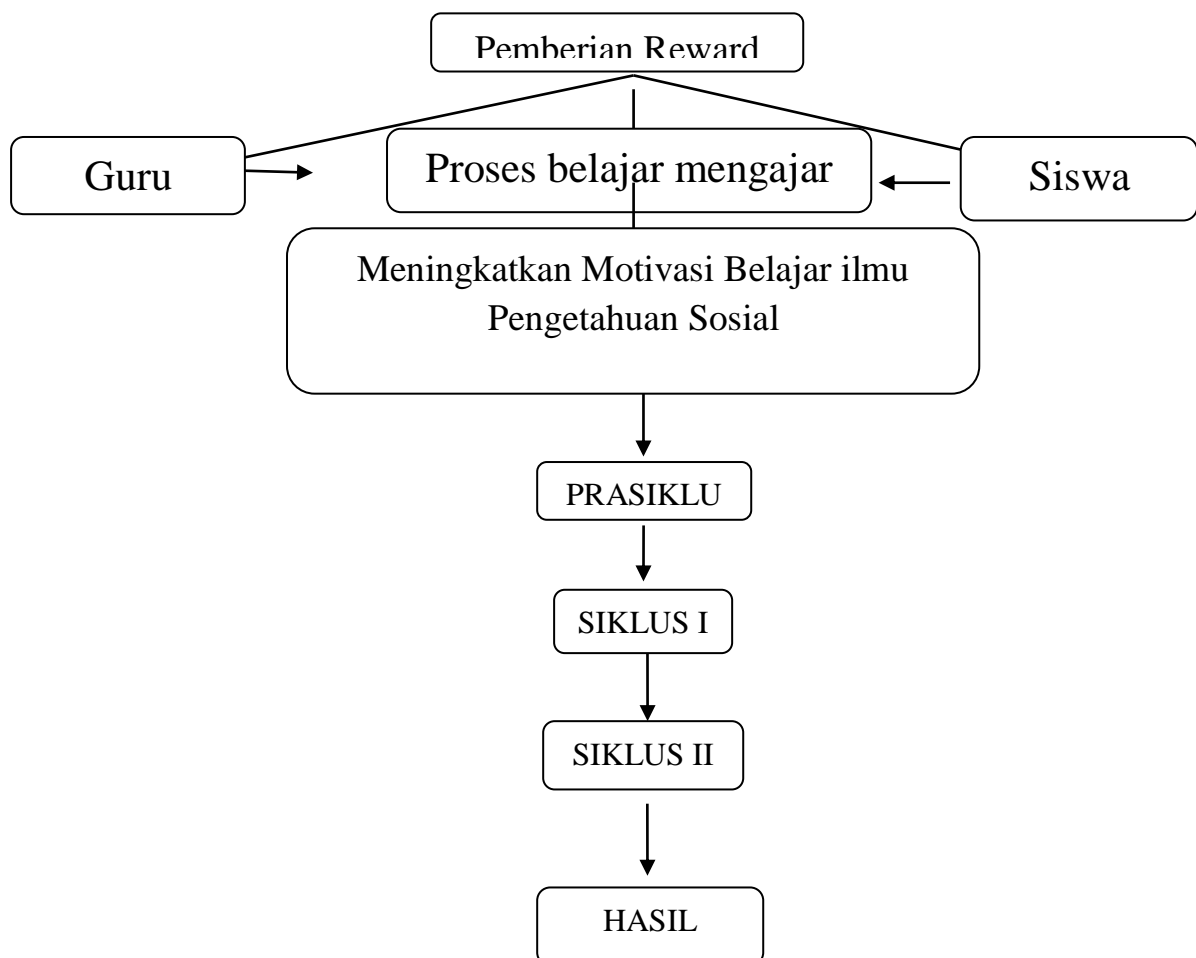 Pemberian Reward
Guru
Proses belajar mengajar
Siswa
Meningkatkan Motivasi Belajar ilmu
Pengetahuan Sosial
PRASIKLU
SIKLUS I
SIKLUS II
HASIL